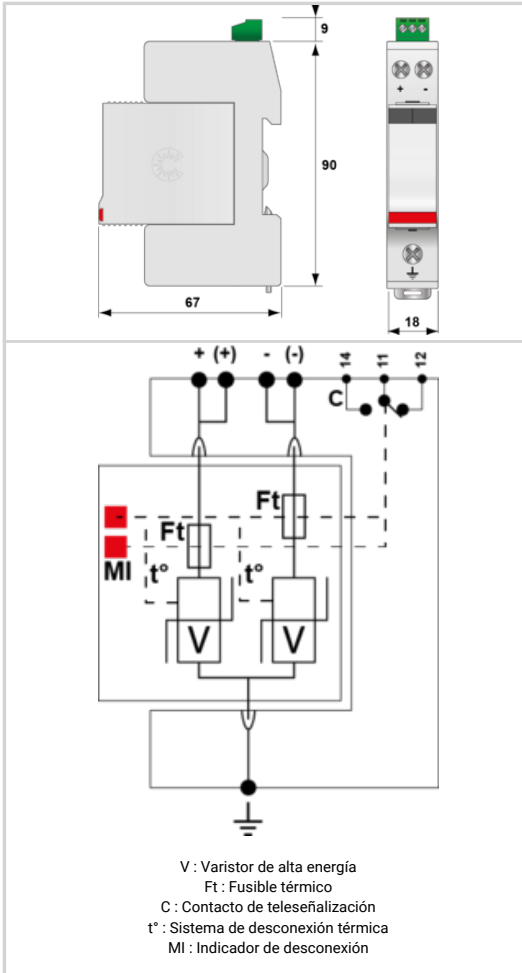 9
90
67
+ -
18
+ (+) - (-) 14 11 12
C
Ft
Ft
MI t° t°
V V
V : Varistor de alta energía
Ft : Fusible térmico
C : Contacto de teleseñalización
t° : Sistema de desconexión térmica
MI : Indicador de desconexión